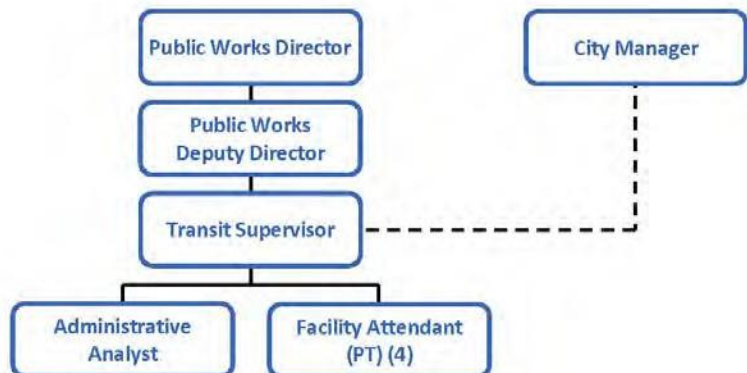 Public Works Director
City Manager
Public Works
Deputy Director
Transit Supervisor
Administrative
Analyst
Facility Attendant
(PT) (4)